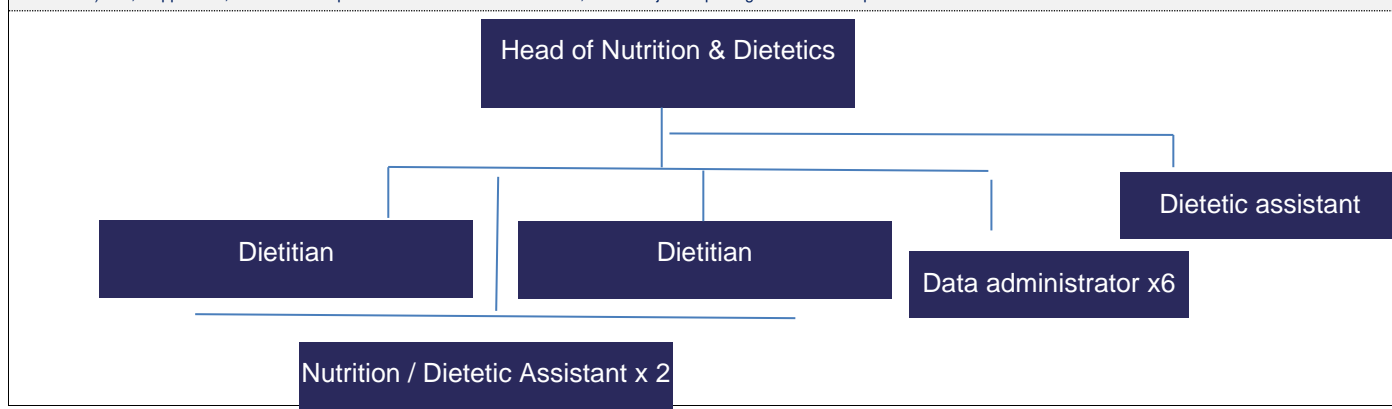 Head of Nutrition & Dietetics
Dietetic assistant
Dietitian
Dietitian
Data administrator x6
Nutrition / Dietetic Assistant x 2